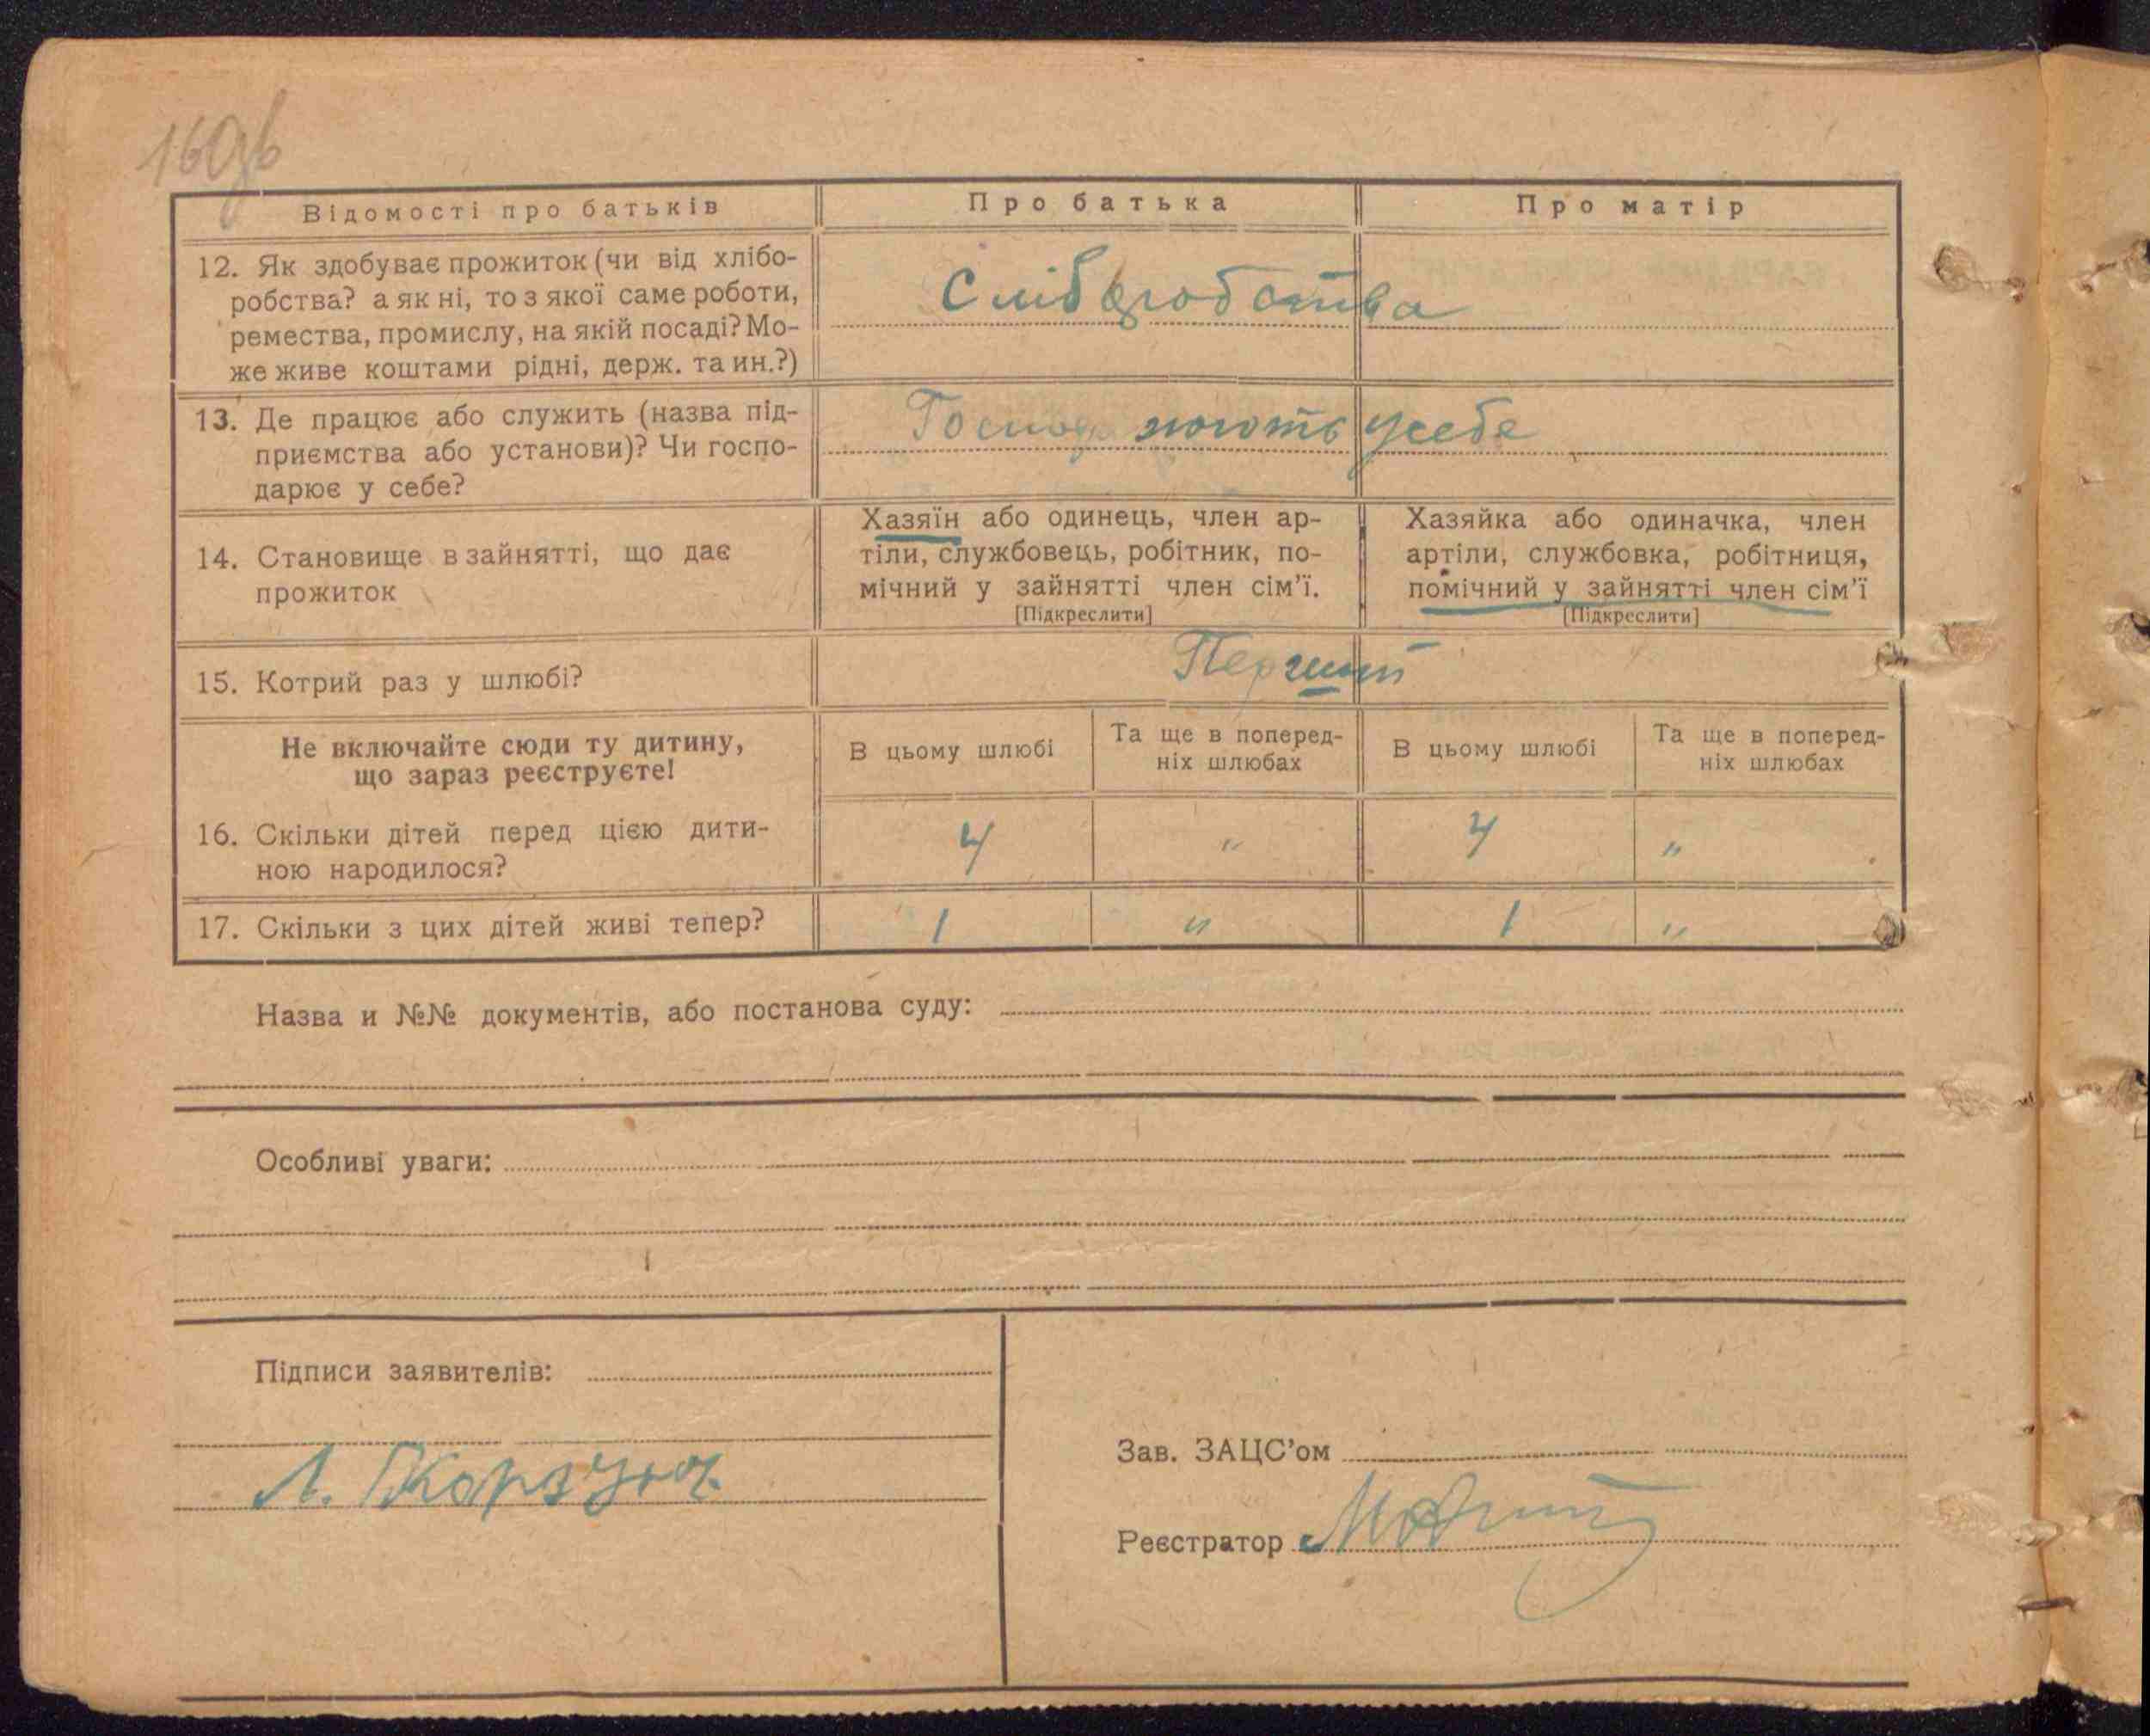 Відомості про батьків
Про батька
Про матір
12. Як здобуває прожиток (чи від хлібо-
робства? а як ні, то з якої саме роботи,
ремества, промислу, на якій посаді? Мо-
же живе коштами рідні, держ. та ин.?)
13. Де працює або служить (назва під-
приємства або установи)? Чи госпо-
дарює у себе?
усебе
14. Становище в зайнятті, що дає
прожиток
Хазяїн або одинець, член ар-
тіли, службовець, робітник, по-
мічний у зайнятті член сім'ї.
[Підкреслити]
Хазяйка або одиначка, член
артіли, службовка, робітниця,
помічний у зайнятті член сім'ї
[Підкреслити]
15. Котрий раз у шлюбі?
Перший
Не включайте сюди ту дитину,
що зараз реєструєте!
В цьому шлюбі
Та ще в поперед-
ніх шлюбах
В цьому шлюбі
Та ще в поперед-
ніх шлюбах
16. Скільки дітей перед цією дити-
ною народилося?
4 " 4 "
17. Скільки з цих дітей живі тепер?
1 " 1 "
Назва и №№ документів, або постанова суду:
Особливі уваги:
Підписи заявителів:
Л.
Зав. ЗАЦС'ом
Реєстратор